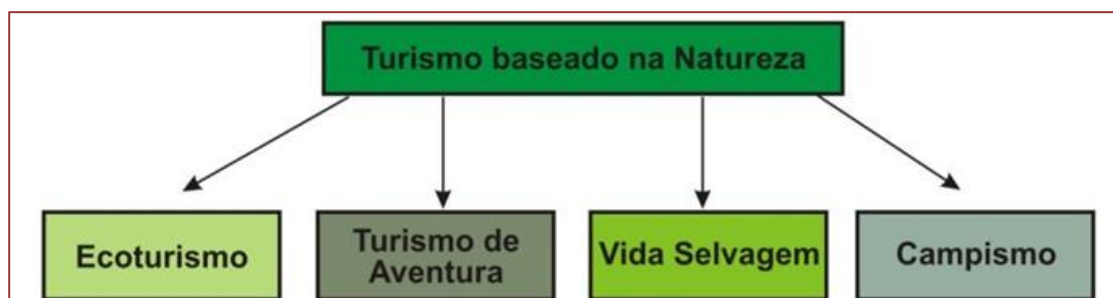 Turismo baseado na Natureza
Ecoturismo
Turismo de
Aventura
Vida Selvagem
Campismo